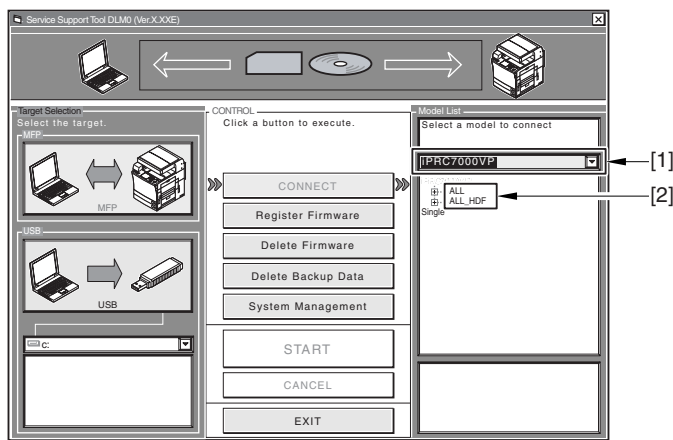 Service Support Tool DLM0 (Ver.X.XXE)
Target Selection
Select the target.
MFP
MFP
USB
USB
c:
CONTROL
Click a button to execute.
CONNECT
Register Firmware
Delete Firmware
Delete Backup Data
System Management
START
CANCEL
EXIT
Model List
Select a model to connect
iPRC7000VP
[1]
ALL
ALL_HDF
[2]
Single